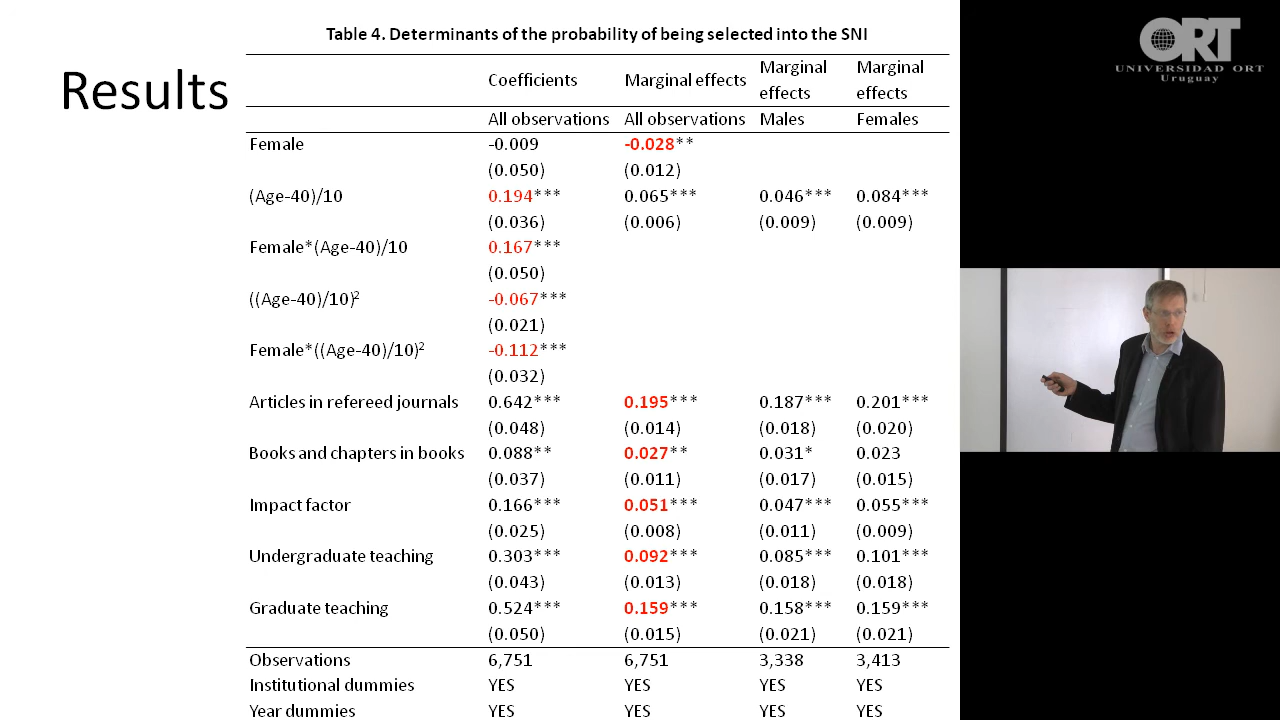 Results
Table 4. Determinants of the probability of being selected into the SNI
Coefficients Marginal effects Marginal effects Marginal effects
All observations All observations Males Females
Female -0.009 -0.028**
(0.050) (0.012)
(Age-40)/10 0.194*** 0.065*** 0.046*** 0.084***
(0.036) (0.006) (0.009) (0.009)
Female*(Age-40)/10 0.167***
(0.050)
((Age-40)/10)² -0.067***
(0.021)
Female*((Age-40)/10)² -0.112***
(0.032)
Articles in refereed journals 0.642*** 0.195*** 0.187*** 0.201***
(0.048) (0.014) (0.018) (0.020)
Books and chapters in books 0.088** 0.027** 0.031* 0.023
(0.037) (0.011) (0.017) (0.015)
Impact factor 0.166*** 0.051*** 0.047*** 0.055***
(0.025) (0.008) (0.011) (0.009)
Undergraduate teaching 0.303*** 0.092*** 0.085*** 0.101***
(0.043) (0.013) (0.018) (0.018)
Graduate teaching 0.524*** 0.159*** 0.158*** 0.159***
(0.050) (0.015) (0.021) (0.021)
Observations 6,751 6,751 3,338 3,413
Institutional dummies YES YES YES YES
Year dummies YES YES YES YES
ORT
UNIVERSIDAD ORT
Uruguay